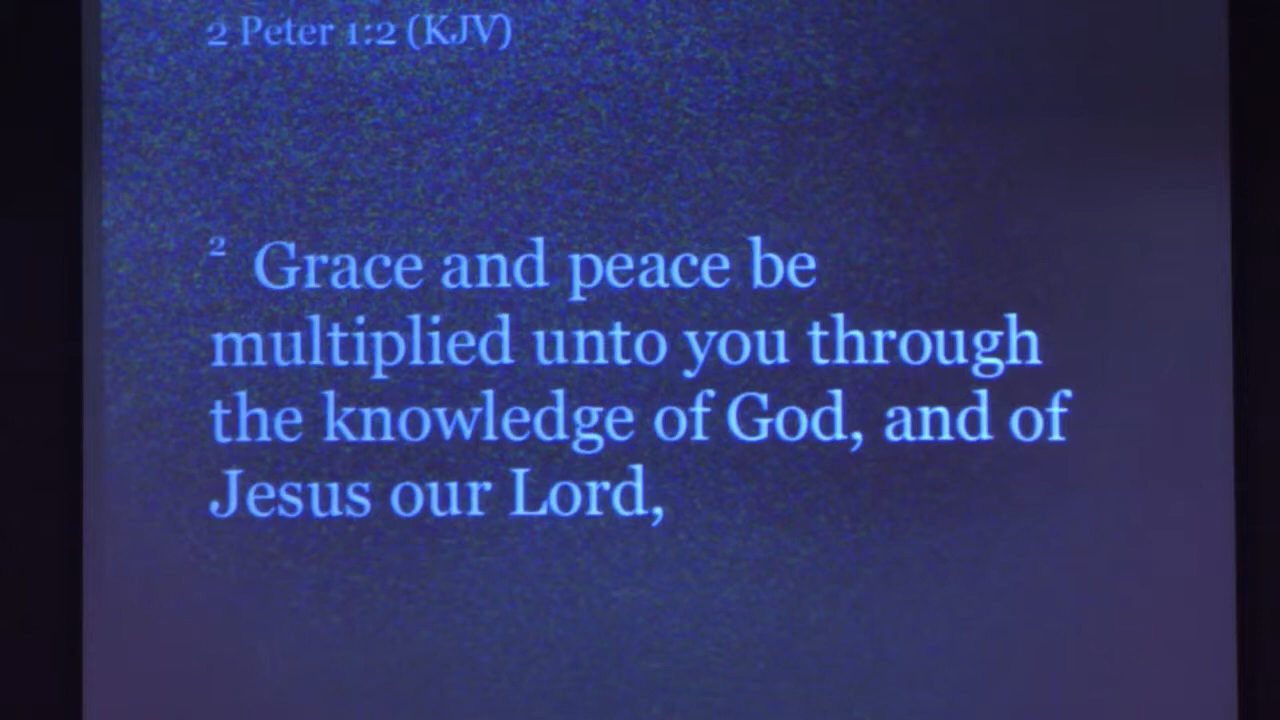 2 Peter 1:2 (KJV)
2 Grace and peace be
multiplied unto you through
the knowledge of God, and of
Jesus our Lord,